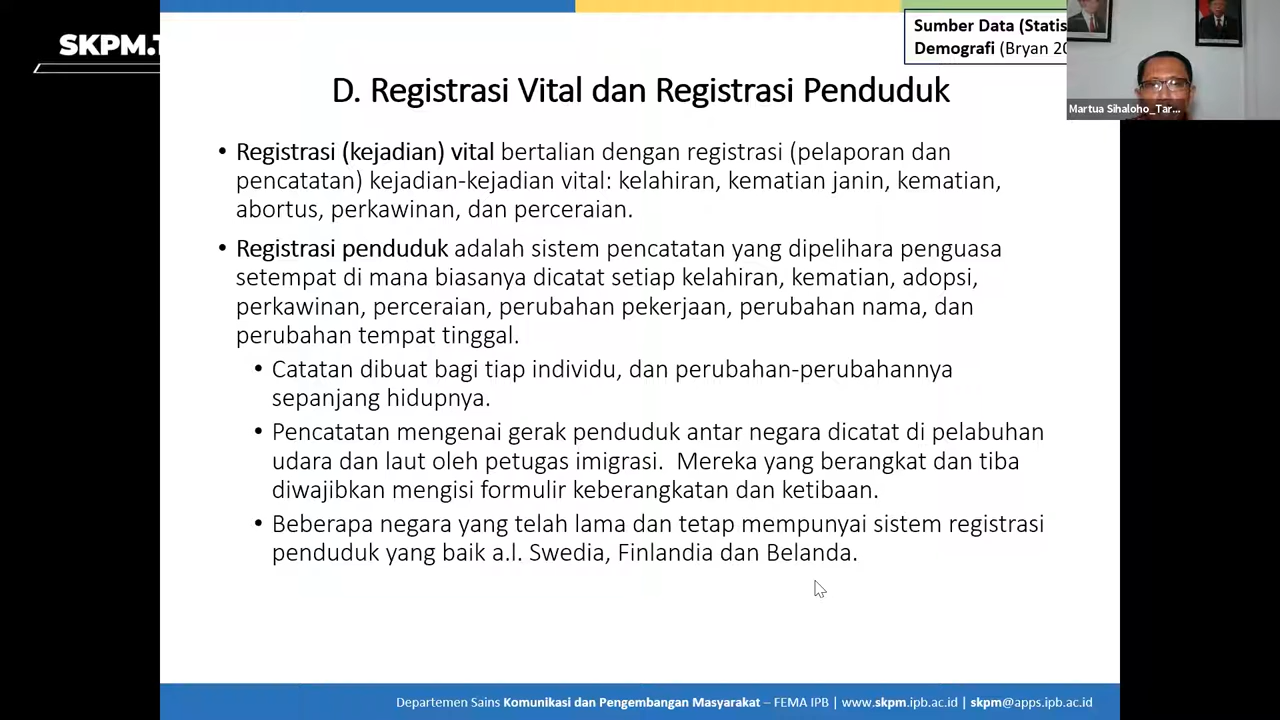 SKPM.T
Sumber Data (Statis
Demografi (Bryan 20
Martua Sihaloho_Tar...
D. Registrasi Vital dan Registrasi Penduduk
• Registrasi (kejadian) vital bertalian dengan registrasi (pelaporan dan
pencatatan) kejadian-kejadian vital: kelahiran, kematian janin, kematian,
abortus, perkawinan, dan perceraian.
• Registrasi penduduk adalah sistem pencatatan yang dipelihara penguasa
setempat di mana biasanya dicatat setiap kelahiran, kematian, adopsi,
perkawinan, perceraian, perubahan pekerjaan, perubahan nama, dan
perubahan tempat tinggal.
• Catatan dibuat bagi tiap individu, dan perubahan-perubahannya
sepanjang hidupnya.
• Pencatatan mengenai gerak penduduk antar negara dicatat di pelabuhan
udara dan laut oleh petugas imigrasi. Mereka yang berangkat dan tiba
diwajibkan mengisi formulir keberangkatan dan ketibaan.
• Beberapa negara yang telah lama dan tetap mempunyai sistem registrasi
penduduk yang baik a.l. Swedia, Finlandia dan Belanda.
Departemen Sains Komunikasi dan Pengembangan Masyarakat – FEMA IPB | www.skpm.ipb.ac.id | skpm@apps.ipb.ac.id